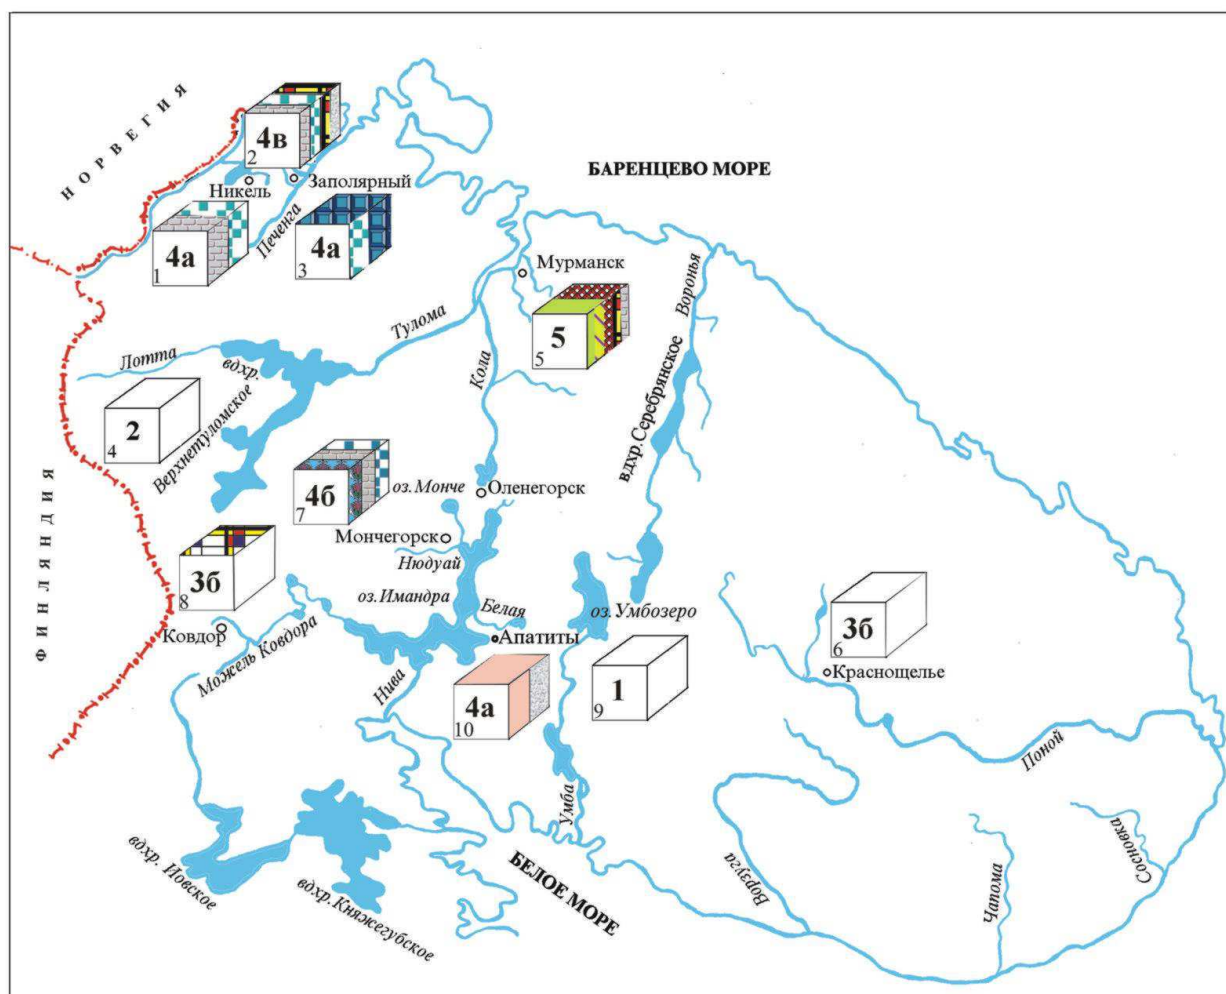 НОРВЕГИЯ
4в
2
БАРЕНЦЕВО МОРЕ
Никель
Заполярный
Печенга
4а
1
4а
3
Мурманск
Воронья
5
5
Тулома
Кола
Лотта
вдхр.
Верхнетуломское
вдхр. Серебрянское
2
4
ФИНЛЯНДИЯ
4б
7
оз. Монче
Оленегорск
Мончегорск
Нюдуай
3б
8
оз. Имандра
Белая
оз. Умбозеро
3б
6
Ковдор
Можель Ковдора
Апатиты
Краснощелье
Нива
4а
10
1
9
Поной
Умба
вдхр. Иовское
вдхр. Княжегубское
БЕЛОЕ МОРЕ
Ворзуга
Чапома
Сосновка